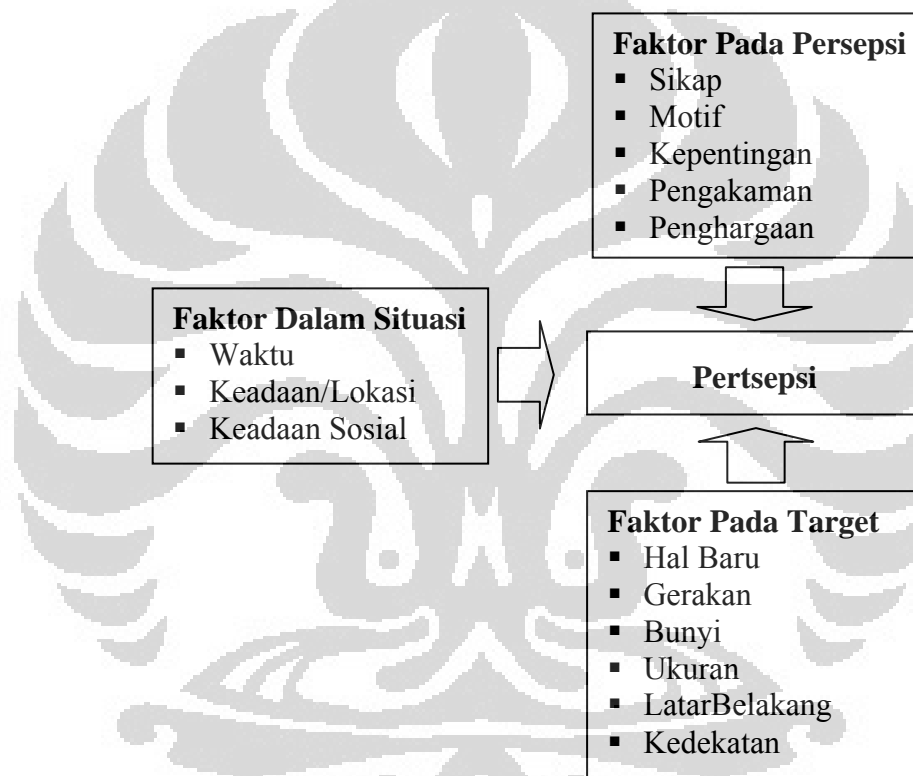 Faktor Pada Persepsi
▪ Sikap
▪ Motif
▪ Kepentingan
▪ Pengakaman
▪ Penghargaan
Faktor Dalam Situasi
▪ Waktu
▪ Keadaan/Lokasi
▪ Keadaan Sosial
Pertsepsi
Faktor Pada Target
▪ Hal Baru
▪ Gerakan
▪ Bunyi
▪ Ukuran
▪ LatarBelakang
▪ Kedekatan